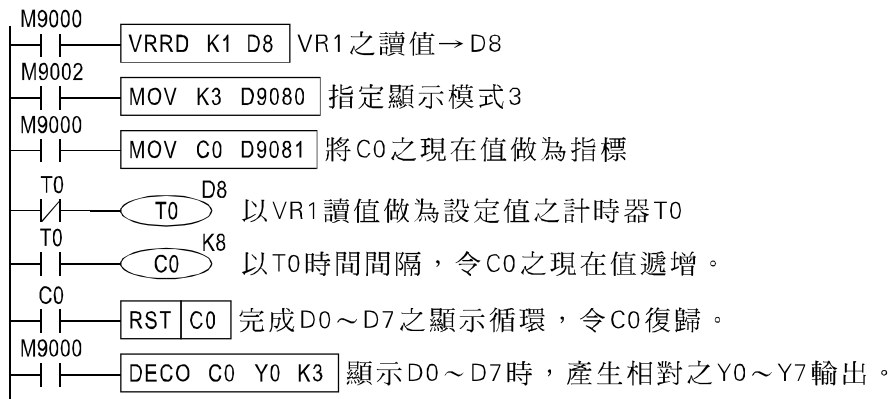 M9000
VRRD K1 D8 VR1之讀值→D8
M9002
MOV K3 D9080 指定顯示模式3
M9000
MOV C0 D9081 將C0之現在值做為指標
T0 D8
T0 以VR1讀值做為設定值之計時器T0
T0 K8
C0 以T0時間間隔，令C0之現在值遞增。
C0
RST C0 完成D0～D7之顯示循環，令C0復歸。
M9000
DECO C0 Y0 K3 顯示D0～D7時，產生相對之Y0～Y7輸出。